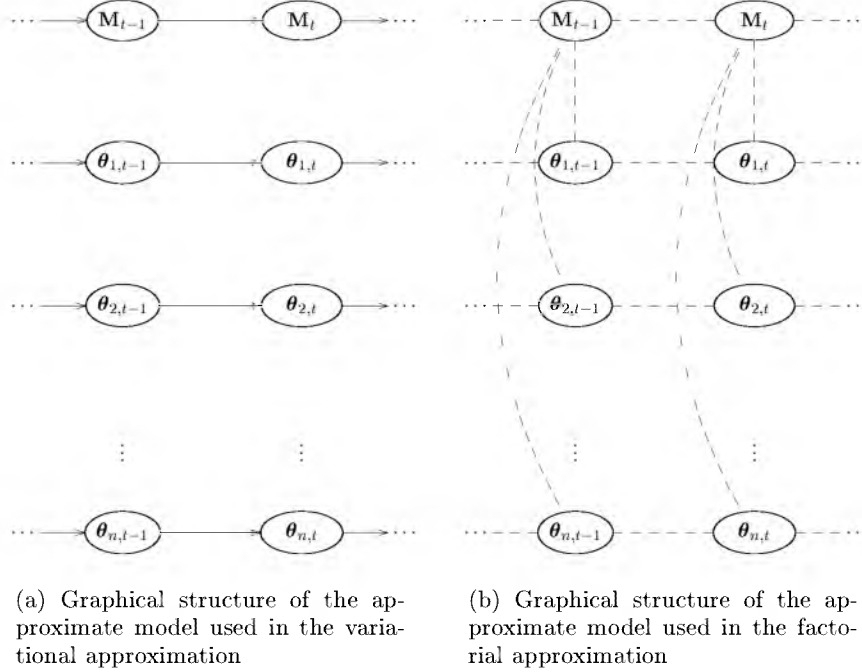 ··· M_{t−1} M_t ···
··· θ_{1,t−1} θ_{1,t} ···
··· θ_{2,t−1} θ_{2,t} ···
⋮ ⋮
··· θ_{n,t−1} θ_{n,t} ···
(a) Graphical structure of the ap-
proximate model used in the varia-
tional approximation
··· M_{t−1} M_t ···
··· θ_{1,t−1} θ_{1,t} ···
··· θ_{2,t−1} θ_{2,t} ···
⋮ ⋮
··· θ_{n,t−1} θ_{n,t} ···
(b) Graphical structure of the ap-
proximate model used in the facto-
rial approximation